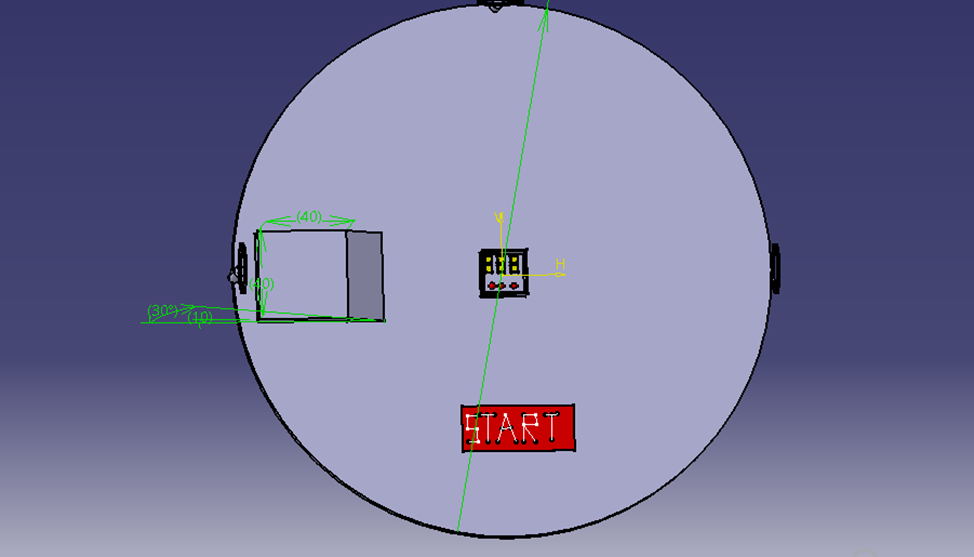 (40)
V
H
(40)
(30°)
(10)
START